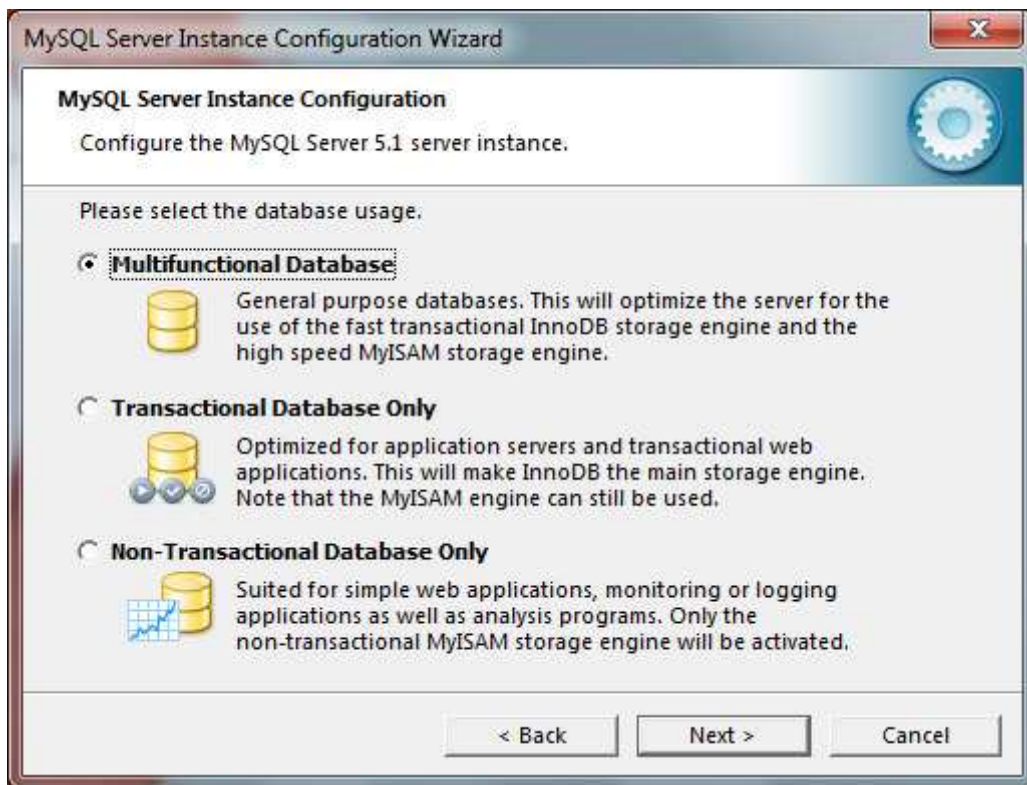 MySQL Server Instance Configuration Wizard
MySQL Server Instance Configuration
Configure the MySQL Server 5.1 server instance.
Please select the database usage.
Multifunctional Database
General purpose databases. This will optimize the server for the
use of the fast transactional InnoDB storage engine and the
high speed MyISAM storage engine.
Transactional Database Only
Optimized for application servers and transactional web
applications. This will make InnoDB the main storage engine.
Note that the MyISAM engine can still be used.
Non-Transactional Database Only
Suited for simple web applications, monitoring or logging
applications as well as analysis programs. Only the
non-transactional MyISAM storage engine will be activated.
< Back Next > Cancel